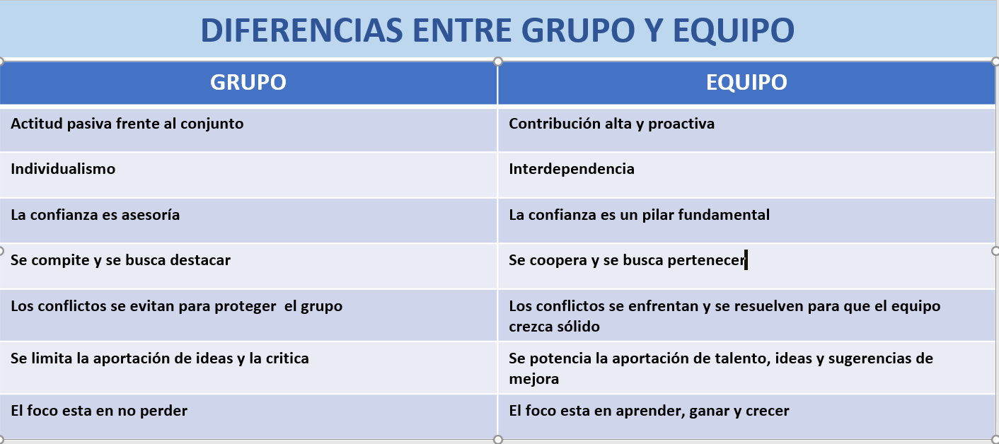 DIFERENCIAS ENTRE GRUPO Y EQUIPO
GRUPO
EQUIPO
Actitud pasiva frente al conjunto
Contribución alta y proactiva
Individualismo
Interdependencia
La confianza es asesoría
La confianza es un pilar fundamental
Se compite y se busca destacar
Se coopera y se busca pertenecer
Los conflictos se evitan para proteger  el grupo
Los conflictos se enfrentan y se resuelven para que el equipo
crezca sólido
Se limita la aportación de ideas y la critica
Se potencia la aportación de talento, ideas y sugerencias de
mejora
El foco esta en no perder
El foco esta en aprender, ganar y crecer